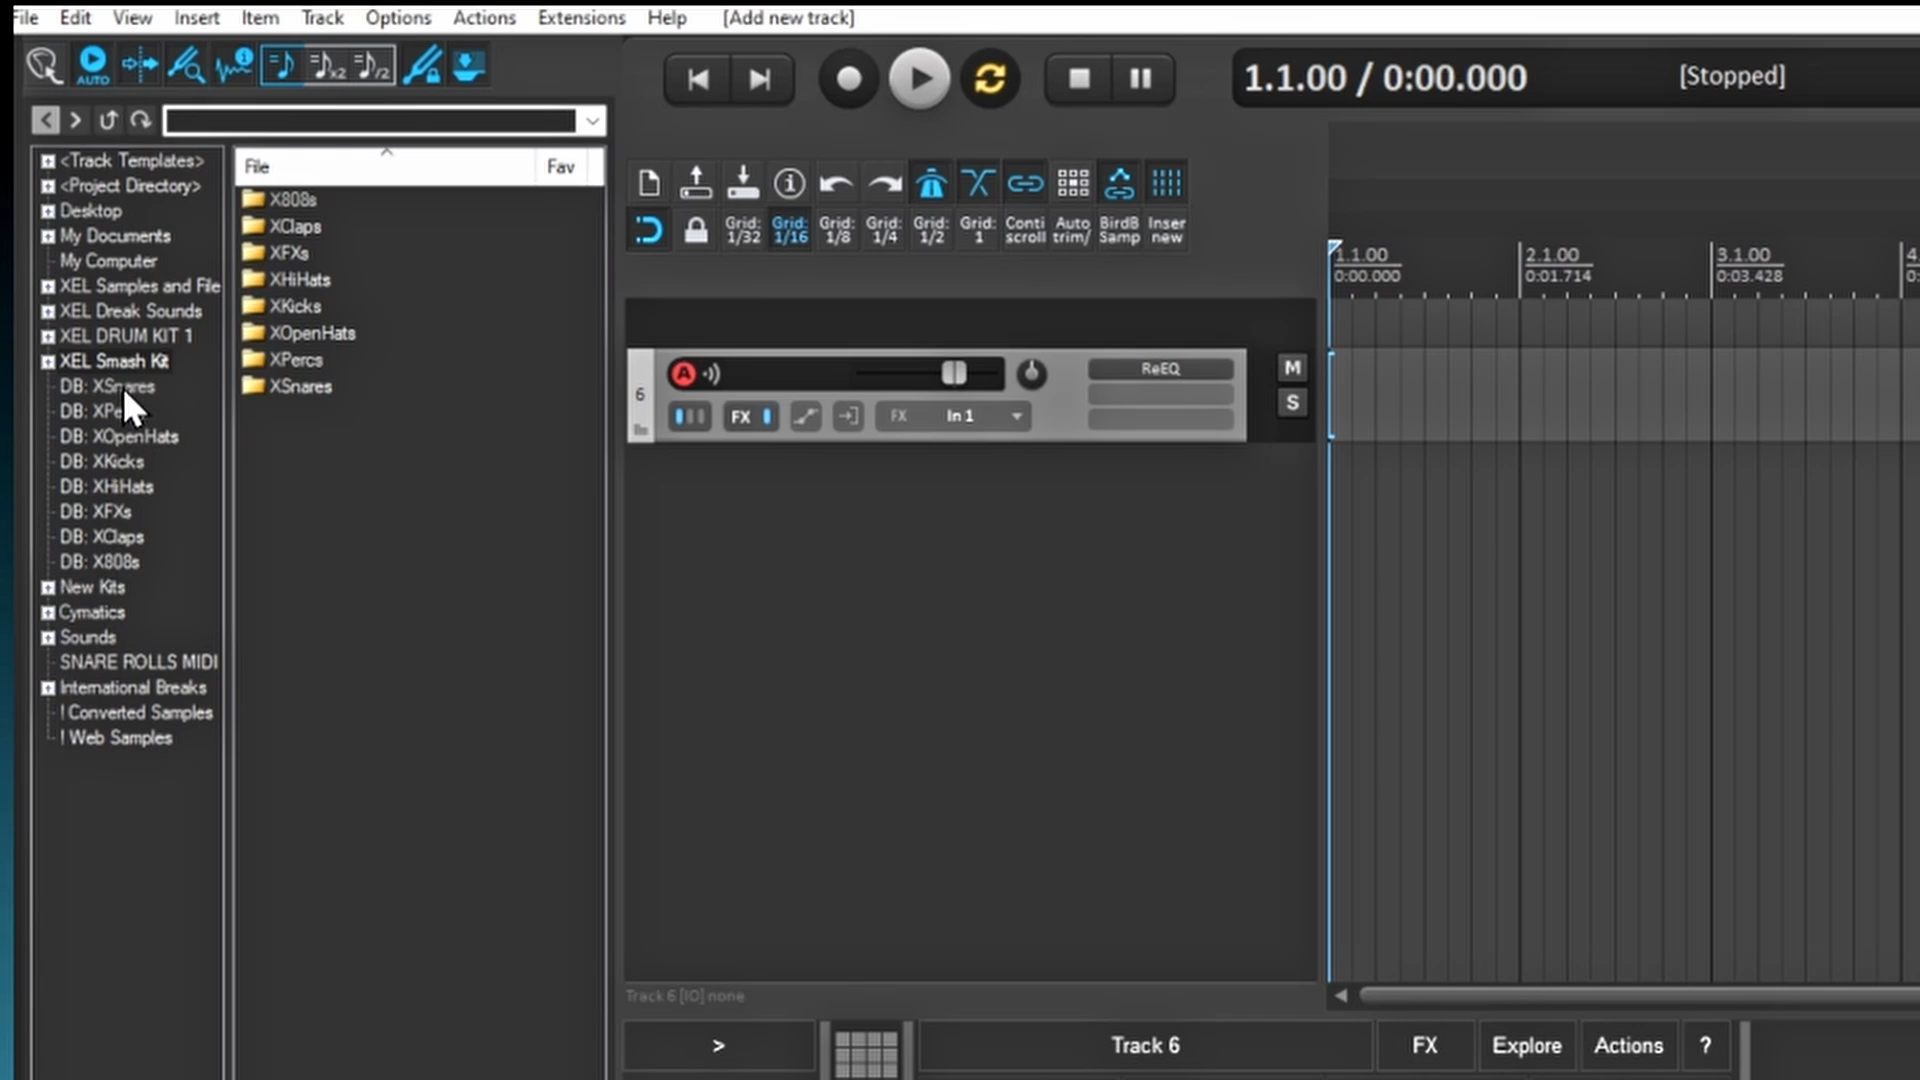 File Edit View Insert Item Track Options Actions Extensions Help [Add new track]
AUTO
x2
/2
1.1.00 / 0:00.000
[Stopped]
<Track Templates>
<Project Directory>
Desktop
My Documents
My Computer
XEL Samples and File
XEL Dreak Sounds
XEL DRUM KIT 1
XEL Smash Kit
DB: XSnares
DB: XPe
DB: XOpenHats
DB: XKicks
DB: XHiHats
DB: XFXs
DB: XClaps
DB: X808s
New Kits
Cymatics
Sounds
SNARE ROLLS MIDI
International Breaks
! Converted Samples
! Web Samples
File Fav
X808s
XClaps
XFXs
XHiHats
XKicks
XOpenHats
XPercs
XSnares
Grid: 1/32
Grid: 1/16
Grid: 1/8
Grid: 1/4
Grid: 1/2
Grid: 1
Conti scroll
Auto trim/
BirdB Samp
Inser new
1.1.00
0:00.000
2.1.00
0:01.714
3.1.00
0:03.428
4.
0:
6
A
ReEQ
M
S
FX
FX In 1
Track 6 [IO] none
> Track 6 FX Explore Actions ?